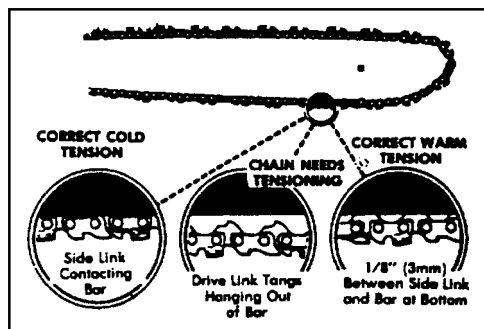 CORRECT COLD
TENSION
CHAIN NEEDS
TENSIONING
CORRECT WARM
TENSION
Side Link
Contacting
Bar
Drive Link Tangs
Hanging Out
of Bar
1/8" (3mm)
Between Side Link
and Bar at Bottom